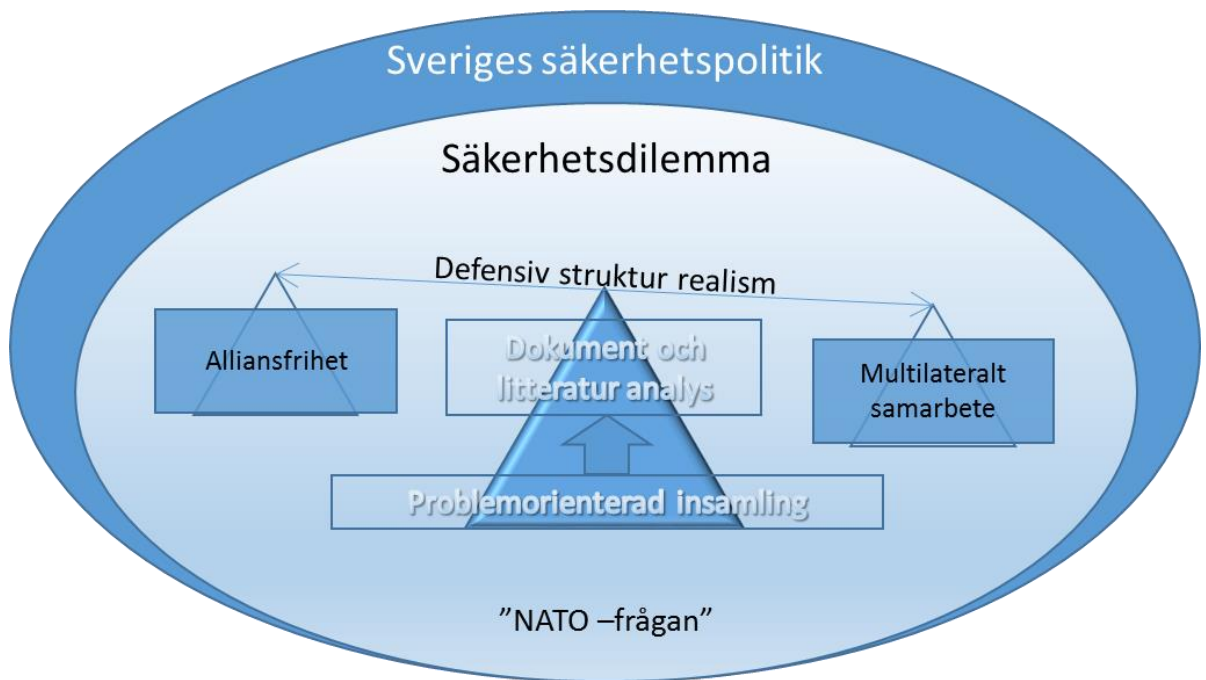 Sveriges säkerhetspolitik
Säkerhetsdilemma
Defensiv struktur realism
Alliansfrihet
Dokument och
litteratur analys
Multilateralt
samarbete
Problemorienterad insamling
”NATO –frågan”